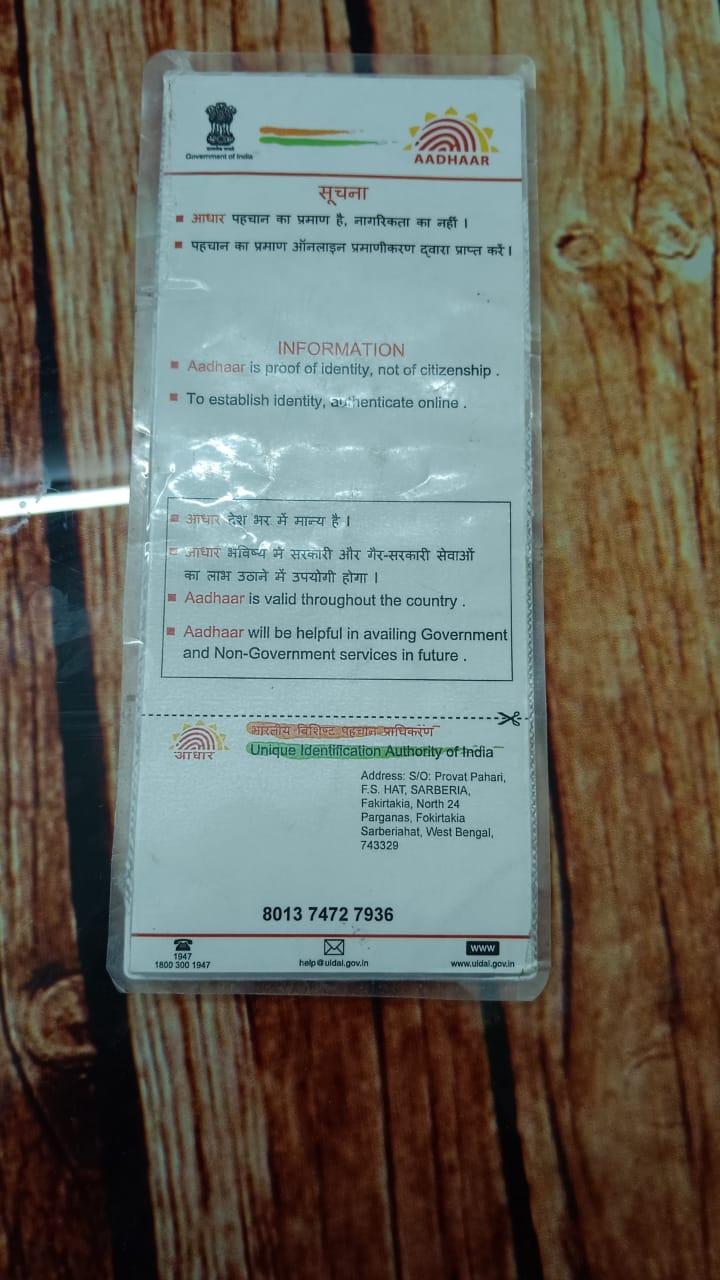 Government of India
AADHAAR
सूचना
आधार पहचान का प्रमाण है, नागरिकता का नहीं ।
पहचान का प्रमाण ऑनलाइन प्रमाणीकरण द्वारा प्राप्त करें ।
INFORMATION
Aadhaar is proof of identity, not of citizenship .
To establish identity, authenticate online .
आधार देश भर में मान्य है ।
आधार भविष्य में सरकारी और गैर-सरकारी सेवाओं
का लाभ उठाने में उपयोगी होगा ।
Aadhaar is valid throughout the country .
Aadhaar will be helpful in availing Government
and Non-Government services in future .
आधार
भारतीय विशिष्ट पहचान प्राधिकरण
Unique Identification Authority of India
Address: S/O: Provat Pahari,
F.S. HAT, SARBERIA,
Fakirtakia, North 24
Parganas, Fokirtakia
Sarberiahat, West Bengal,
743329
8013 7472 7936
1947
1800 300 1947
help@uidai.gov.in
www
www.uidai.gov.in